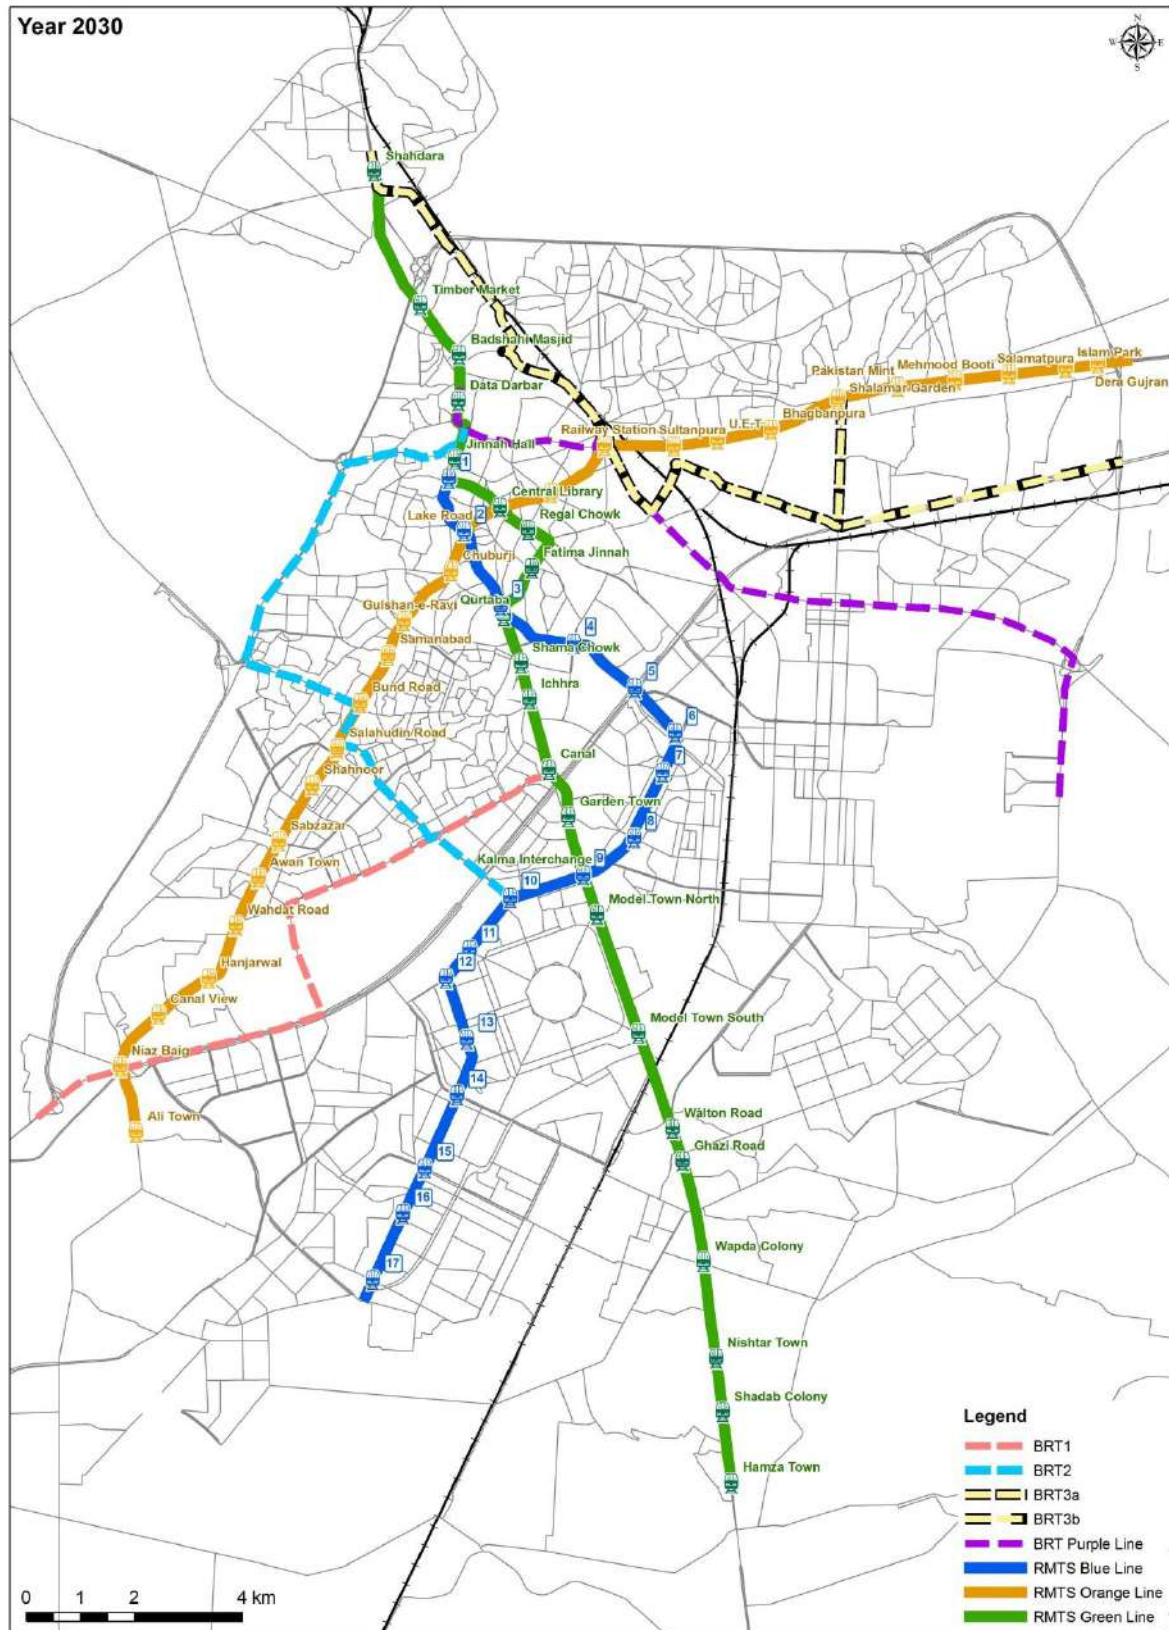 Year 2030
N
W
E
S
Shahdara
Timber Market
Badshahi Masjid
Data Darbar
Islam Park
Salamatpura
Mehmood Booti
Pakistan Mint
Shalamar Garden
Dera Gujran
Bhagbanpura
U.E-T
Railway Station
Sultanpura
Jinnah Hall
1
Central Library
Lake Road
2
Regal Chowk
Fatima Jinnah
Chuburji
3
Qurtaba
Gulshan-e-Ravi
4
Samanabad
Shama Chowk
5
Ichhra
Bund Road
6
Salahudin Road
Canal
7
Shahnoor
Garden Town
8
Sabzazar
Kalma Interchange
9
Awan Town
10
Wahdat Road
Model Town North
11
12
Hanjarwal
Canal View
13
Model Town South
Niaz Baig
14
Ali Town
Walton Road
Ghazi Road
15
16
Wapda Colony
17
Nishtar Town
Shadab Colony
Hamza Town
Legend
BRT1
BRT2
BRT3a
BRT3b
BRT Purple Line
RMTS Blue Line
RMTS Orange Line
RMTS Green Line
0 1 2 4 km